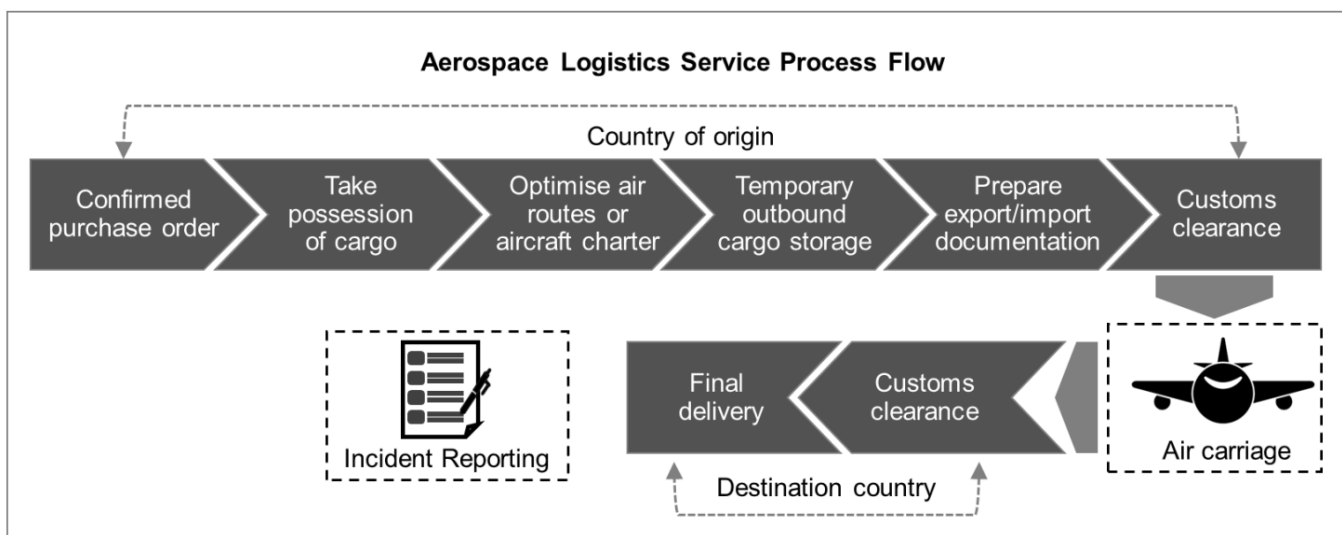 Aerospace Logistics Service Process Flow
Country of origin
Confirmed
purchase order
Take
possession
of cargo
Optimise air
routes or
aircraft charter
Temporary
outbound
cargo storage
Prepare
export/import
documentation
Customs
clearance
Air carriage
Customs
clearance
Final
delivery
Destination country
Incident Reporting